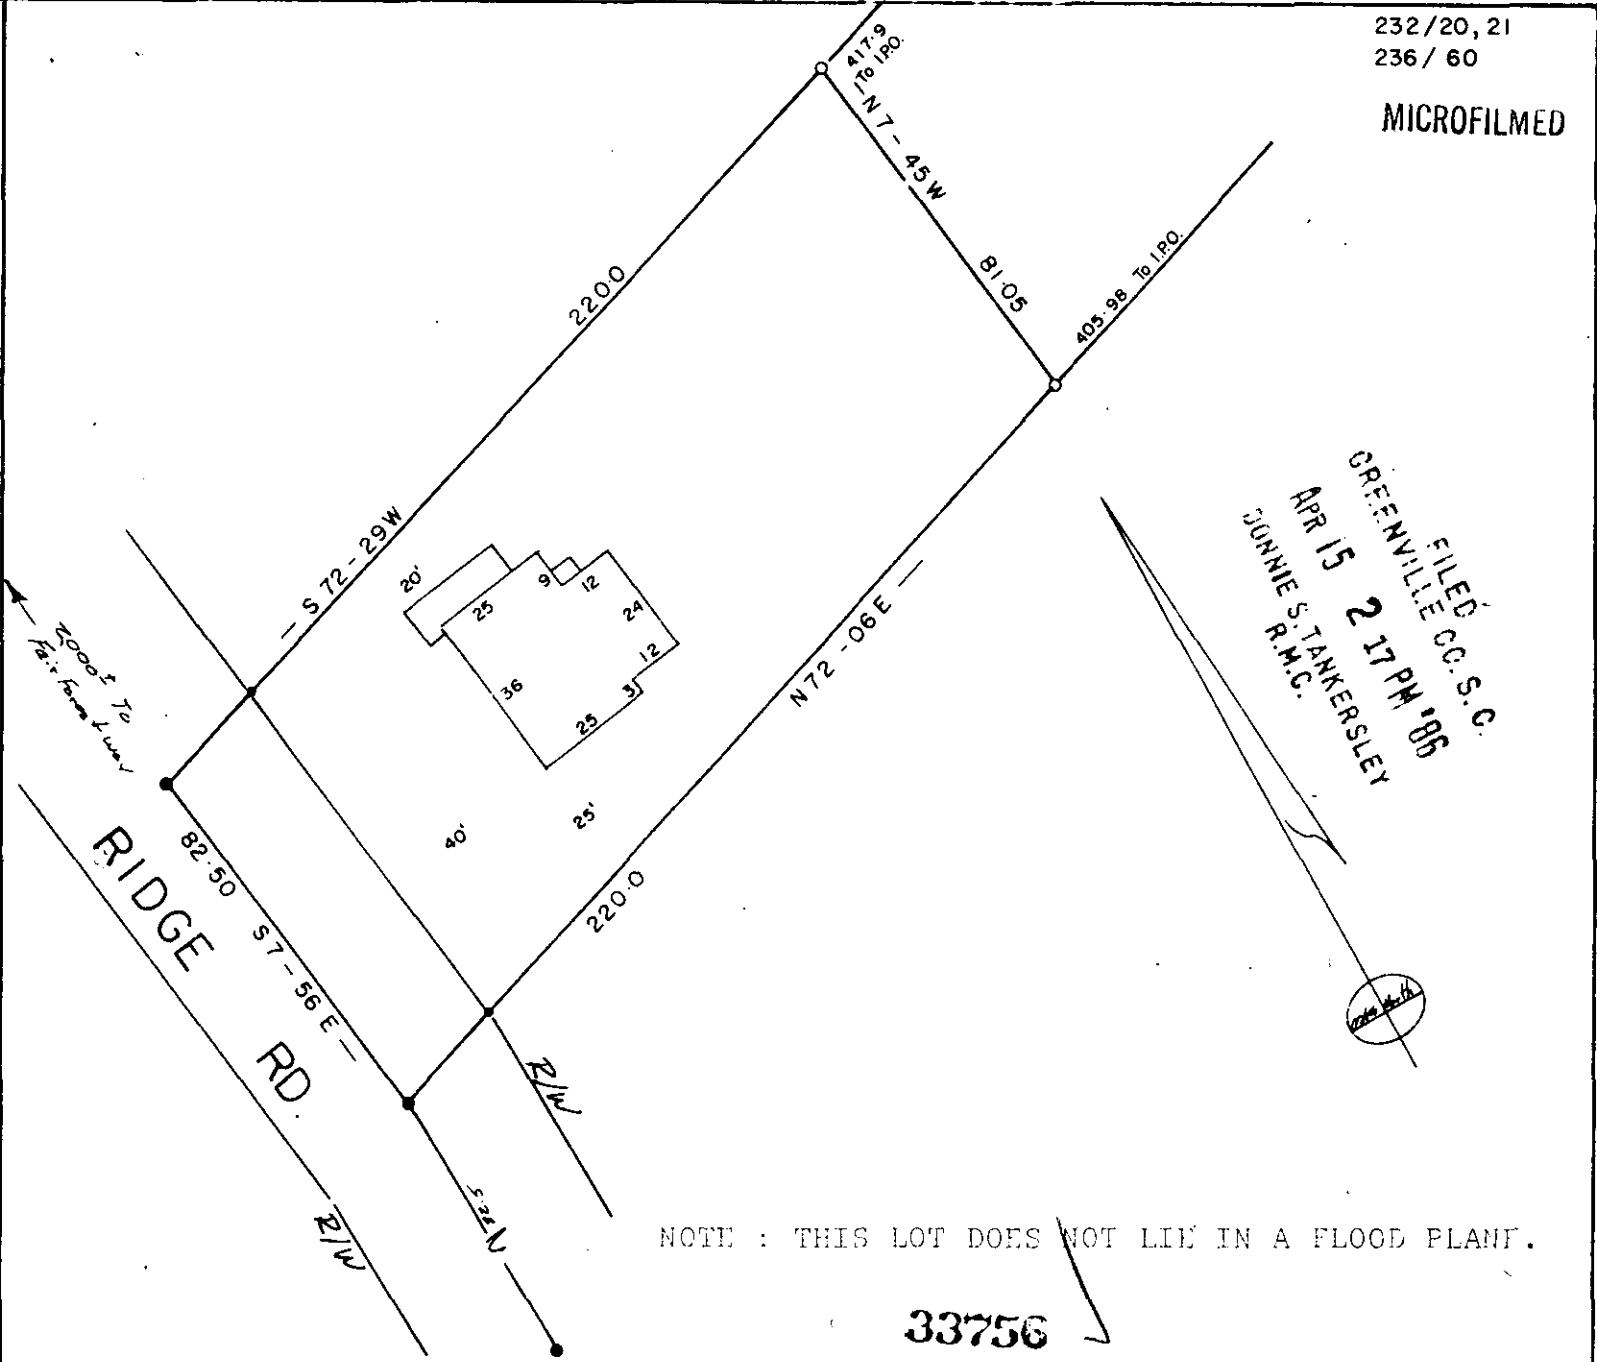 232/20, 21
236/ 60
MICROFILMED
417.9
To I.P.O.
N 7 - 45 W
81.05
405.98 To I.P.O.
220.0
S 72 - 29 W
20'
25
9
12
24
12
3
25
36
N 72 - 06 E
220.0
40'
25'
2000± To
82.50 S 7 - 56 E
RIDGE RD.
R/W
R/W
FILED
GREENVILLE CO. S. C.
APR 15 2 17 PM '86
DONNIE S. TANKERSLEY
R.M.C.
NOTE : THIS LOT DOES NOT LIE IN A FLOOD PLANE.
33756